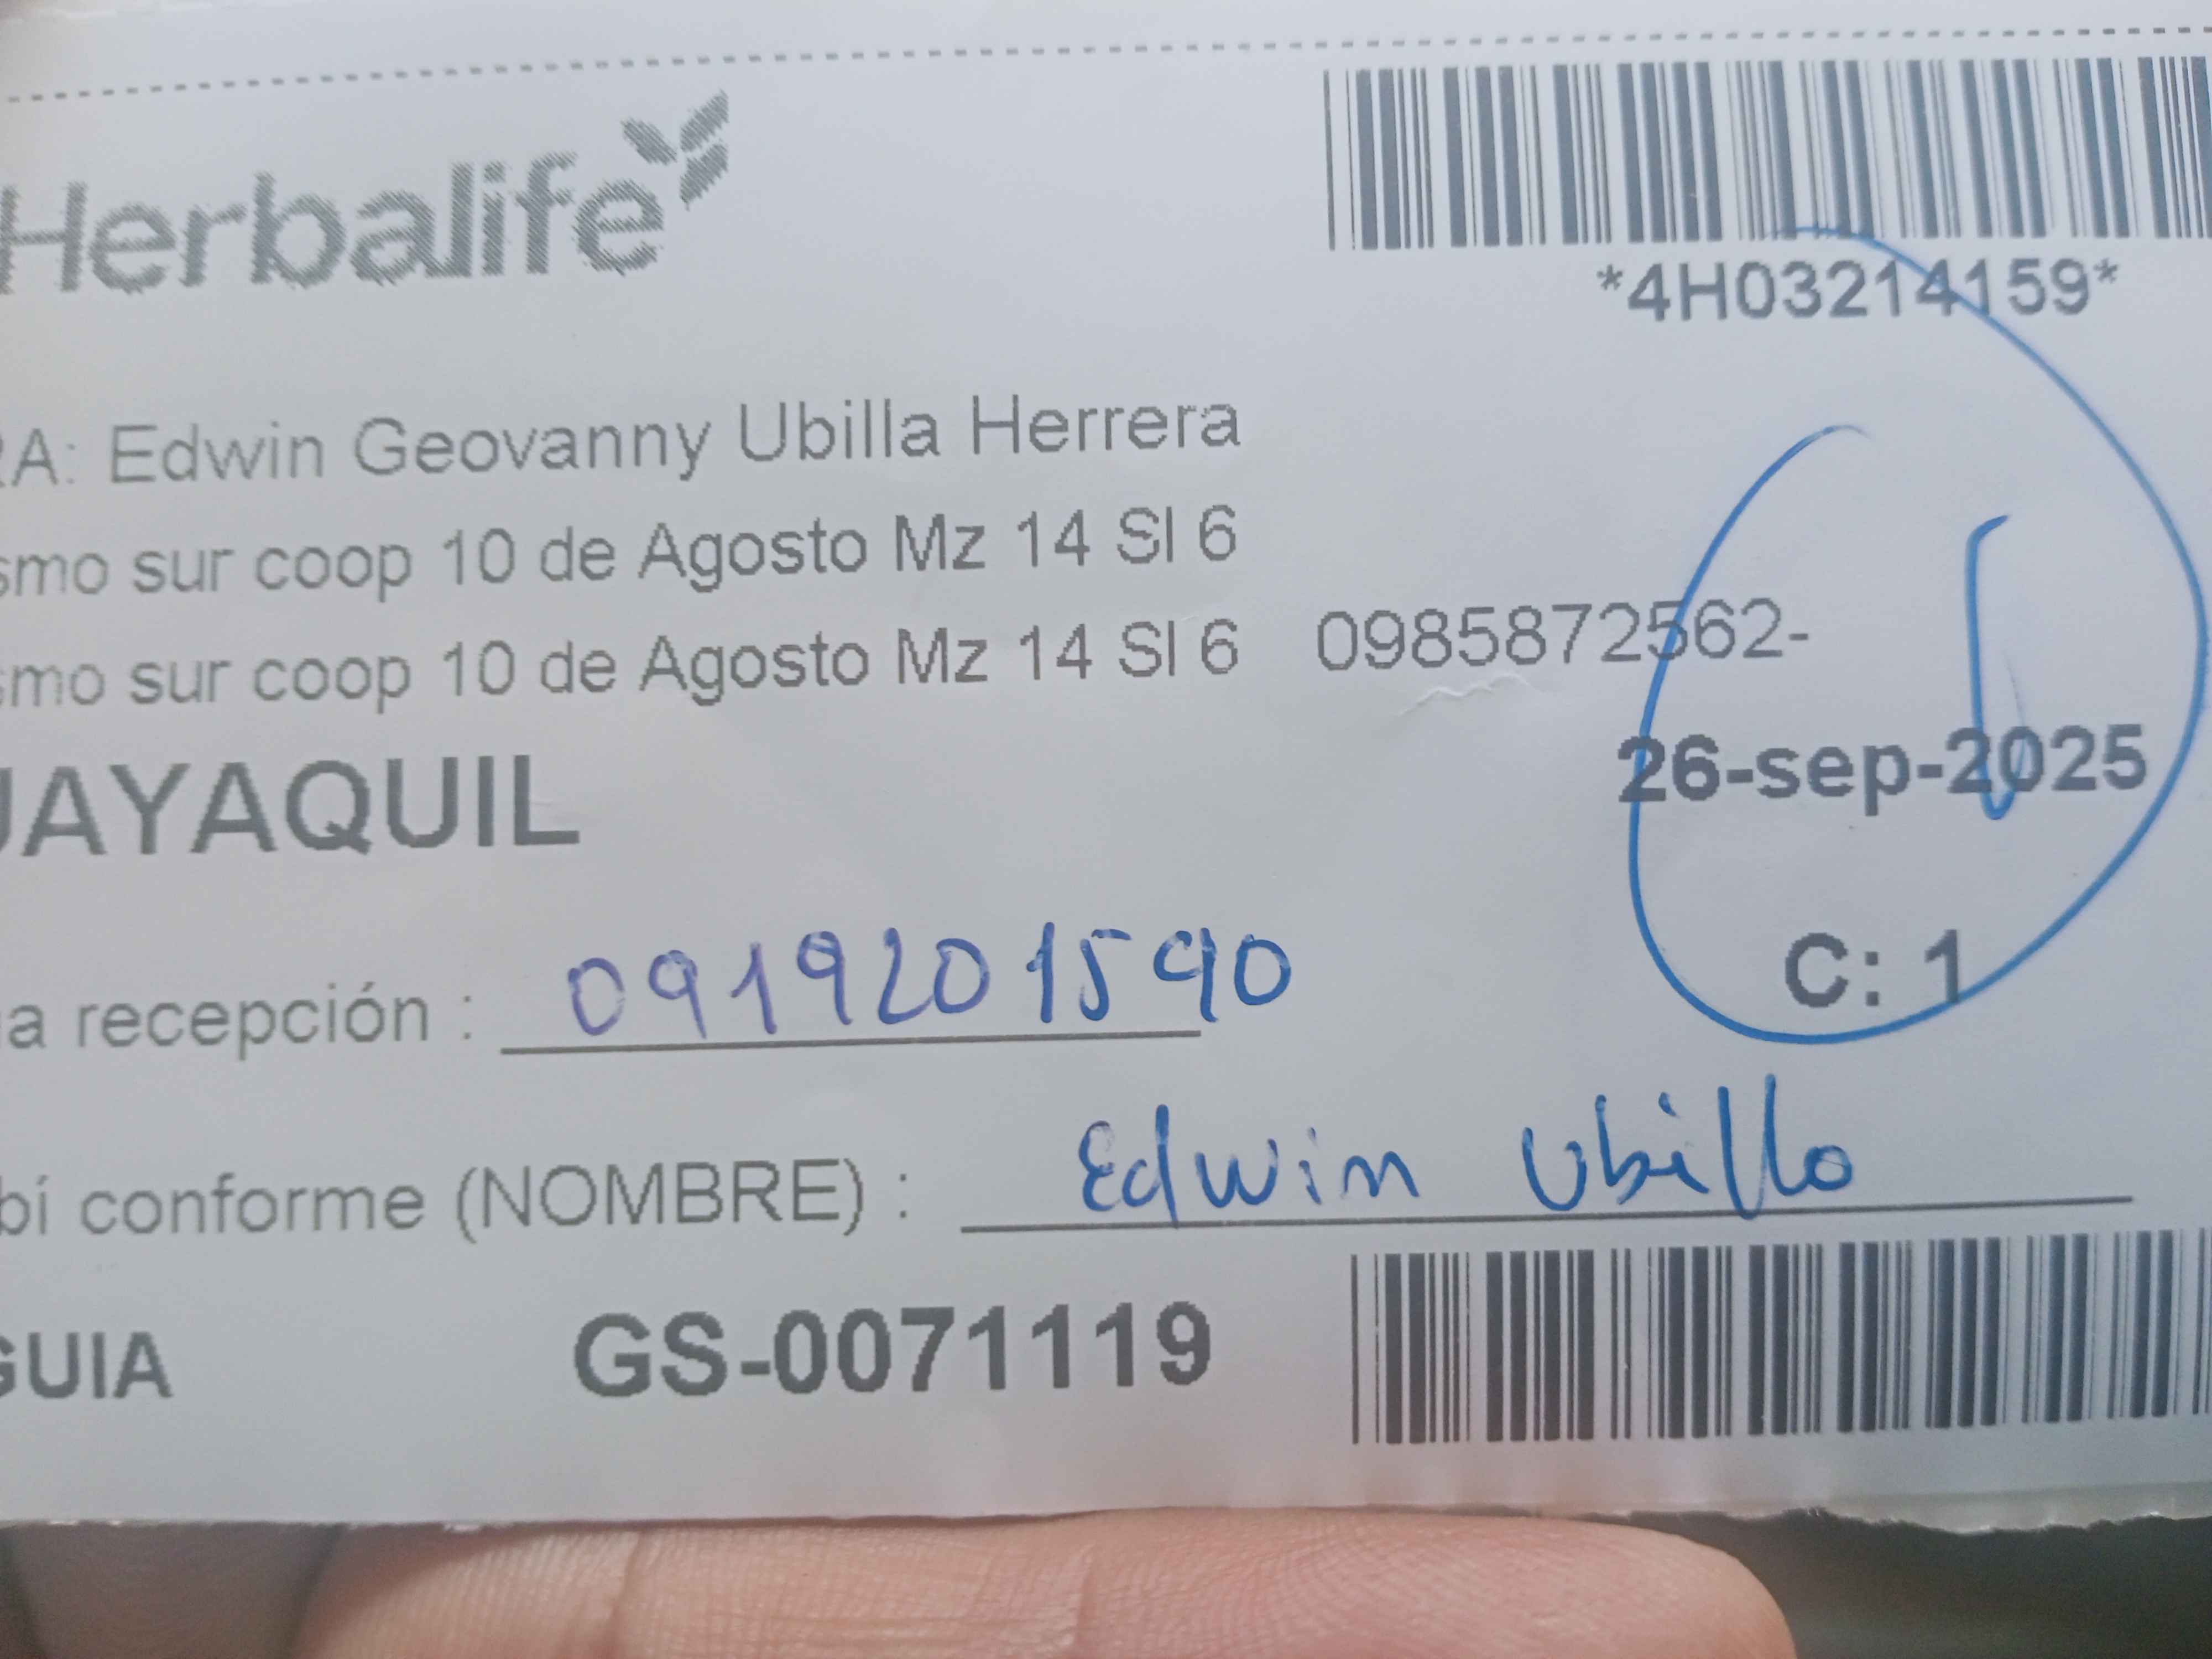 Herbalife
*4H03214159*
RA: Edwin Geovanny Ubilla Herrera
smo sur coop 10 de Agosto Mz 14 Sl 6
smo sur coop 10 de Agosto Mz 14 Sl 6 0985872562-
UAYAQUIL 26-sep-2025
a recepción : 0919201590 C: 1
bí conforme (NOMBRE) : Edwin Ubilla
GUIA GS-0071119